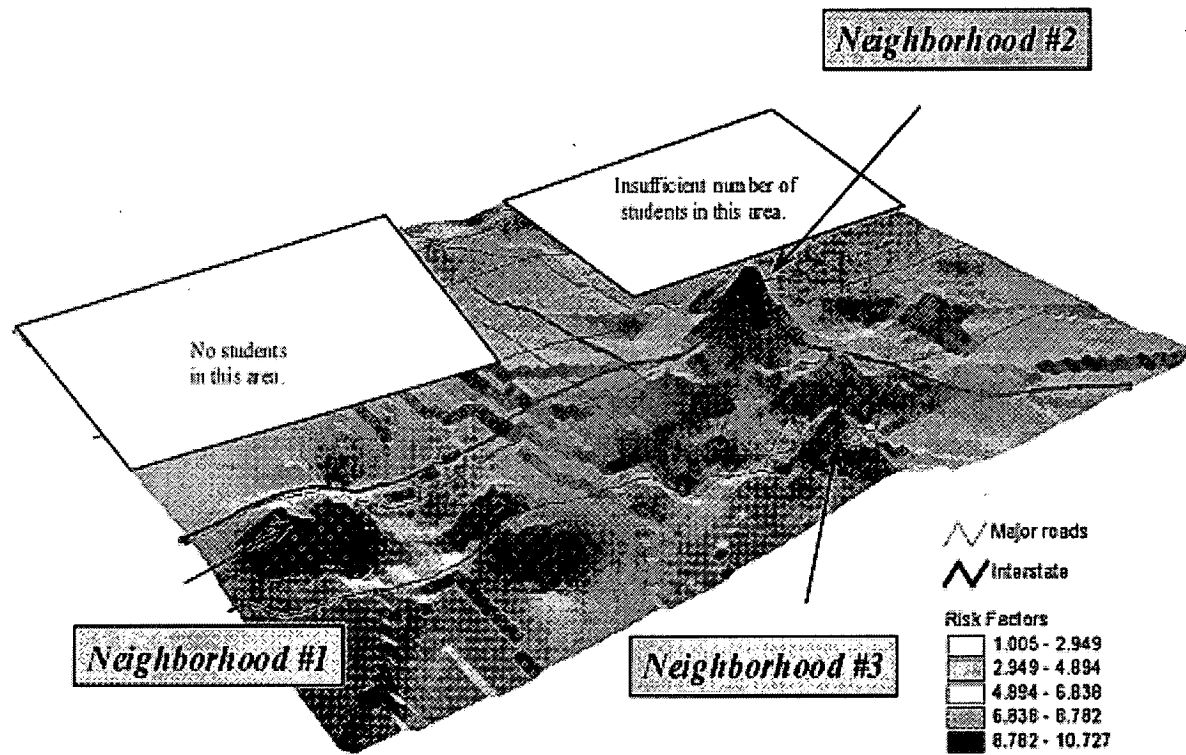 Neighborhood #2
Insufficient number of
students in this area.
No students
in this area.
Neighborhood #1
Neighborhood #3
Major roads
Interstate
Risk Factors
1.005 - 2.949
2.949 - 4.894
4.894 - 6.838
6.838 - 8.782
8.782 - 10.727